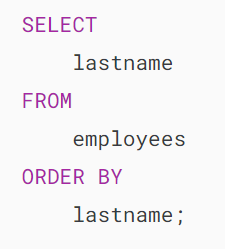 SELECT
    lastname
FROM
    employees
ORDER BY
    lastname;